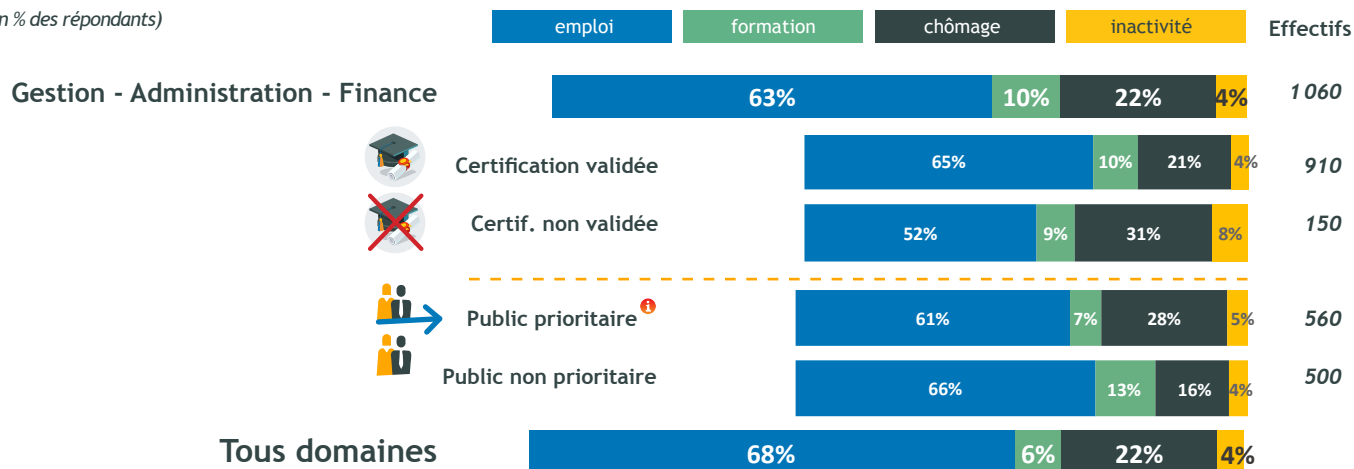 n % des répondants)
emploi formation chômage inactivité Effectifs
Gestion - Administration - Finance 63% 10% 22% 4% 1 060
Certification validée 65% 10% 21% 4% 910
Certif. non validée 52% 9% 31% 8% 150
Public prioritaire i 61% 7% 28% 5% 560
Public non prioritaire 66% 13% 16% 4% 500
Tous domaines 68% 6% 22% 4%